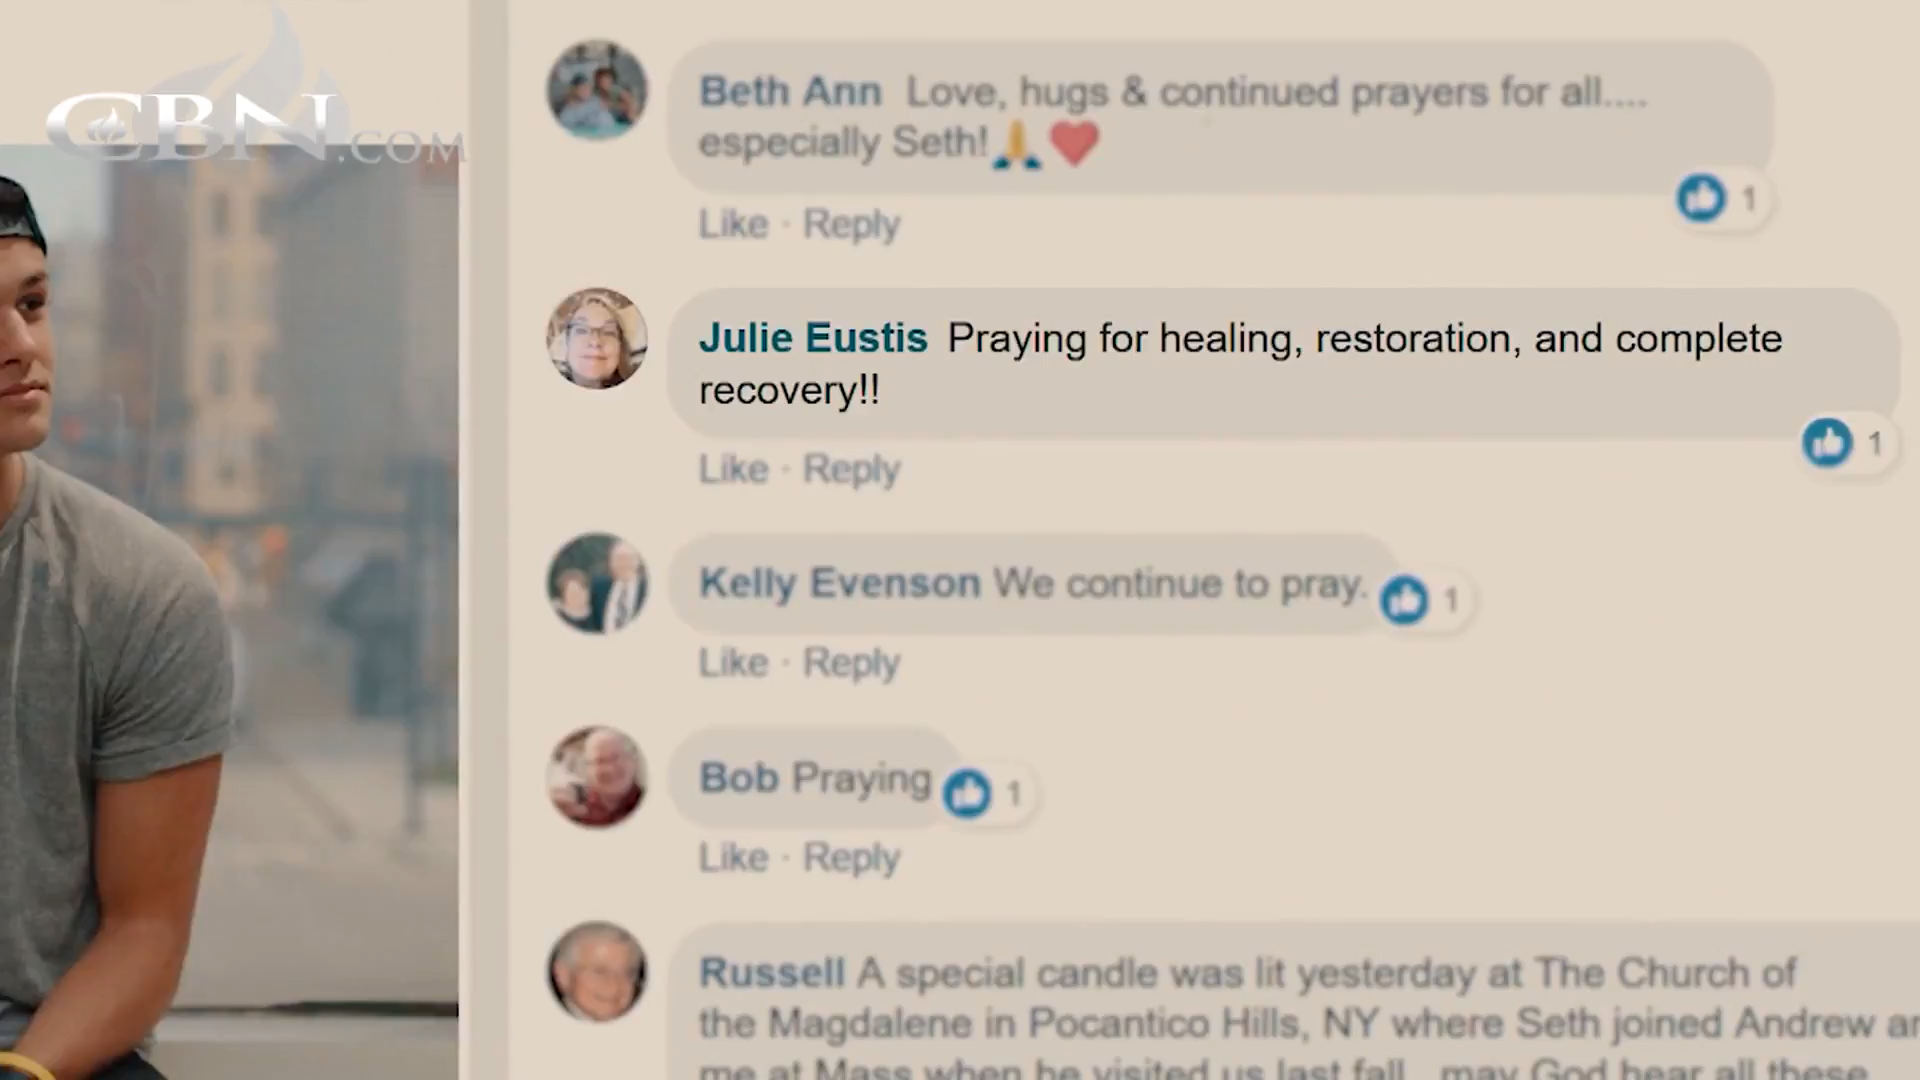 CBN.COM
Beth Ann Love, hugs & continued prayers for all....
especially Seth!🙏❤️
1
Like · Reply
Julie Eustis Praying for healing, restoration, and complete
recovery!!
1
Like · Reply
Kelly Evenson We continue to pray. 1
Like · Reply
Bob Praying 1
Like · Reply
Russell A special candle was lit yesterday at The Church of
the Magdalene in Pocantico Hills, NY where Seth joined Andrew
me at Mass when he visited us last fall may God hear all these